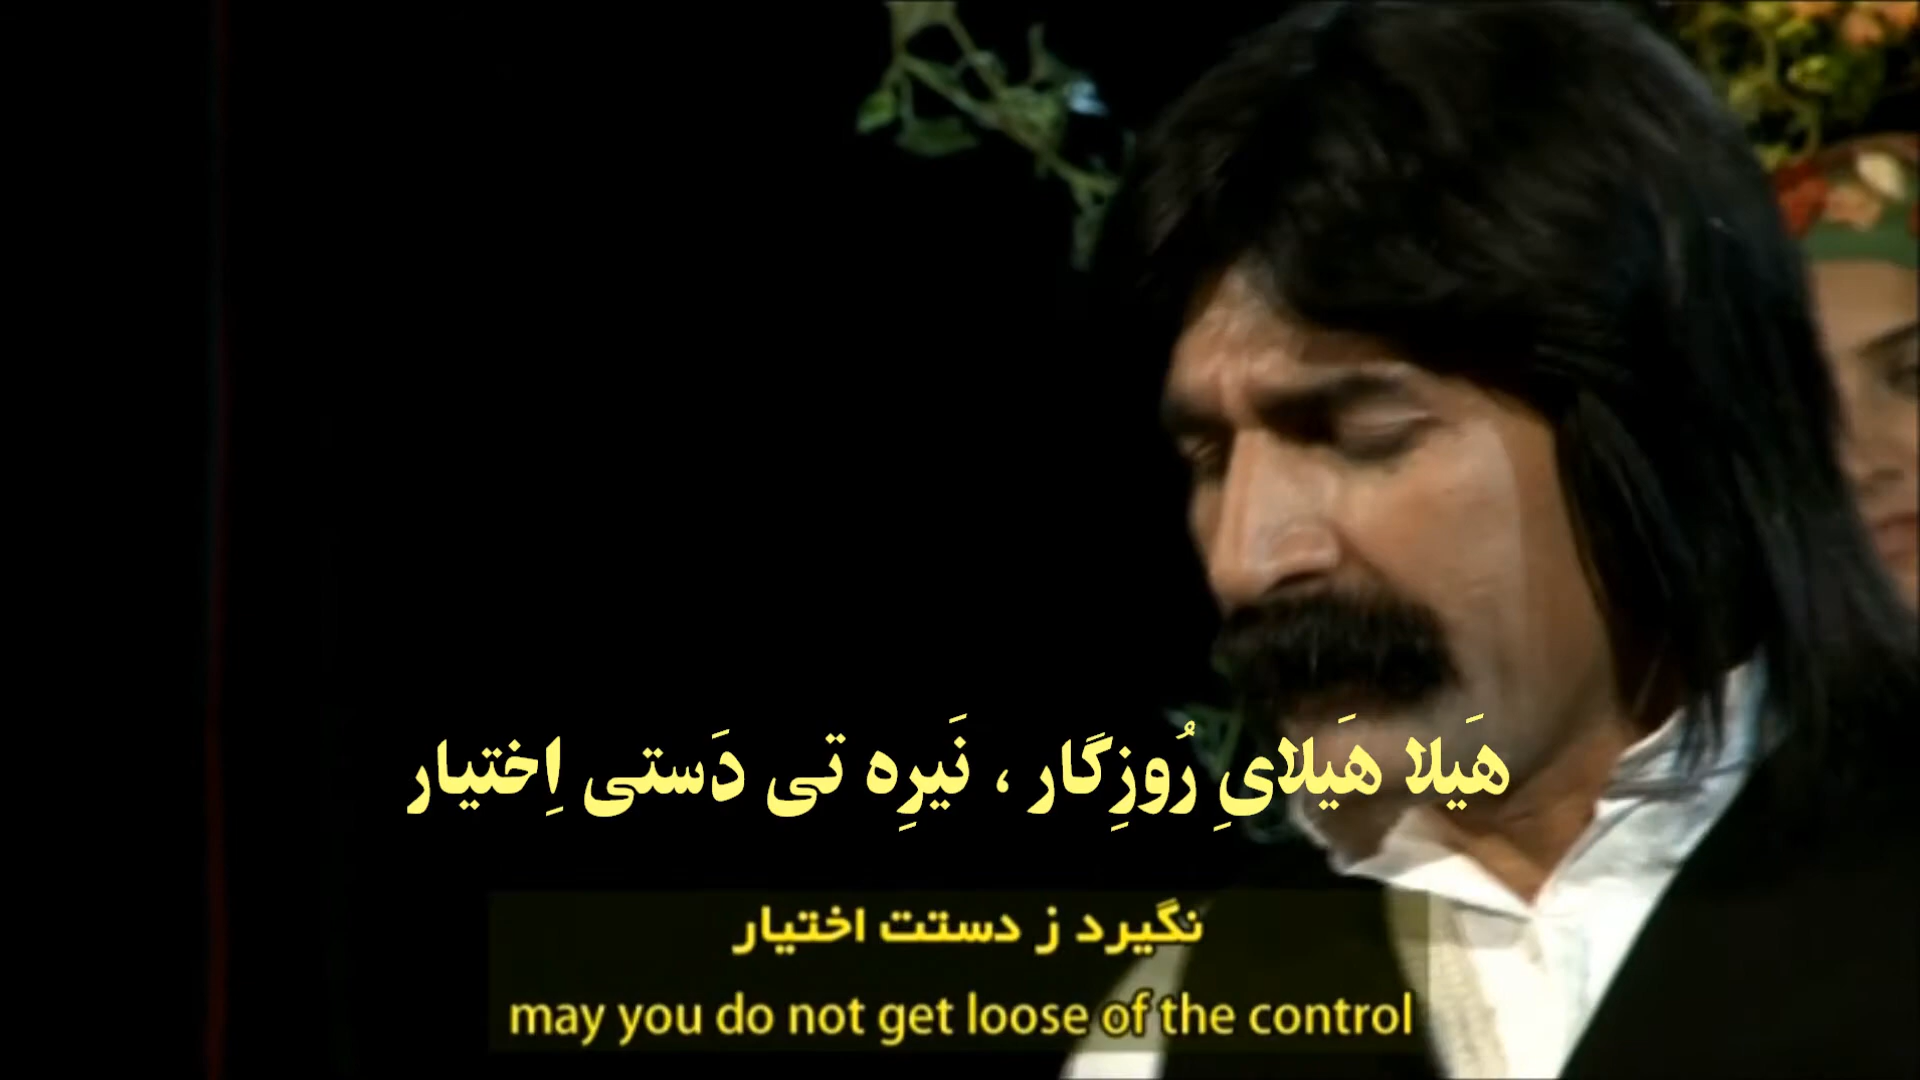 هَیلا هَیلایِ رُوزِگَار ، نَیرِه تی دَستی اِختیار
نگیرد ز دستت اختیار
may you do not get loose of the control